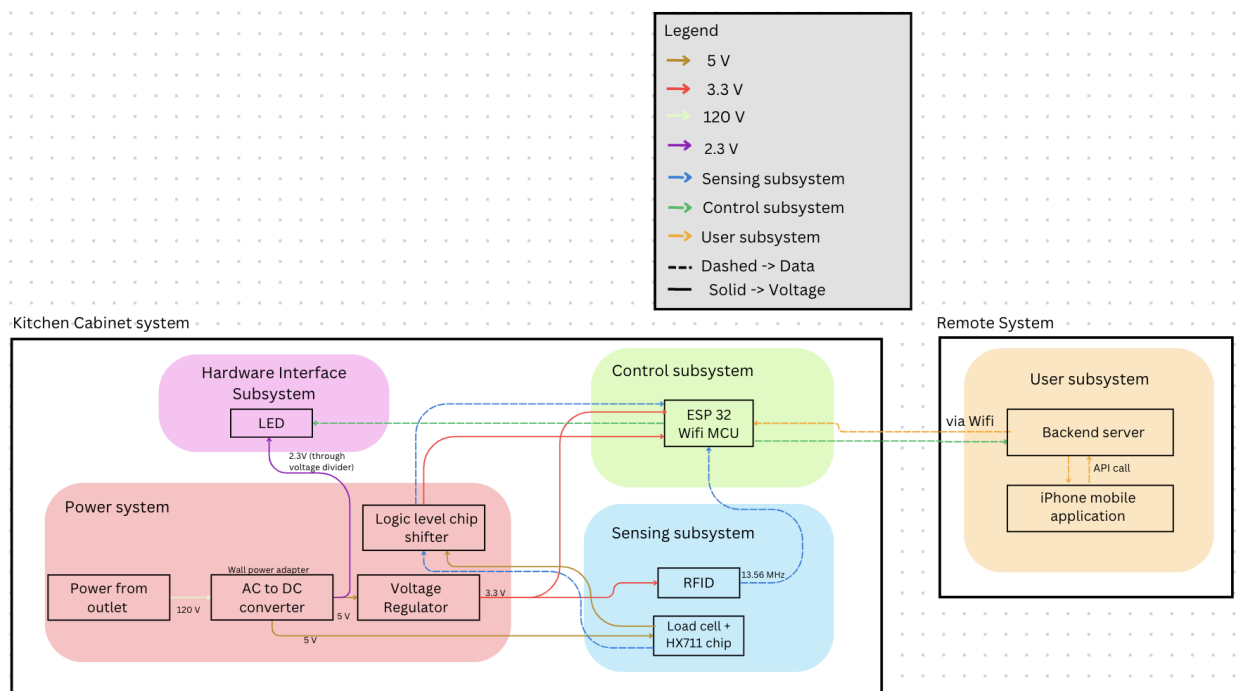 Legend
5 V
3.3 V
120 V
2.3 V
Sensing subsystem
Control subsystem
User subsystem
Dashed -> Data
Solid -> Voltage
Kitchen Cabinet system
Remote System
Hardware Interface
Subsystem
LED
2.3V (through
voltage divider)
Control subsystem
ESP 32
Wifi MCU
via Wifi
User subsystem
Backend server
API call
iPhone mobile
application
Power system
Logic level chip
shifter
Wall power adapter
Power from
outlet
120 V
AC to DC
converter
5 V
Voltage
Regulator
3.3 V
5 V
Sensing subsystem
RFID
13.56 MHz
Load cell +
HX711 chip